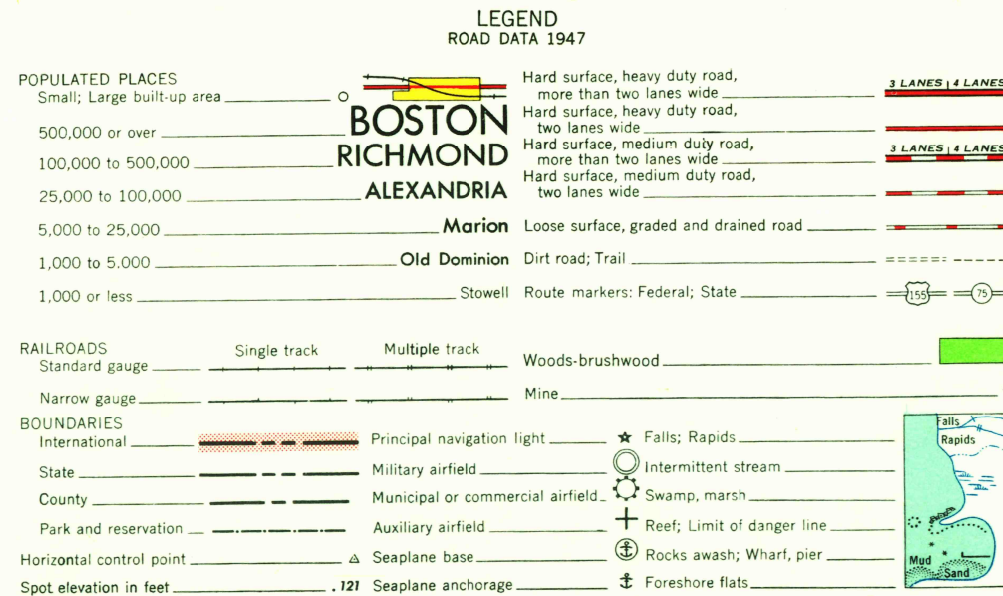 LEGEND
ROAD DATA 1947
POPULATED PLACES
Small; Large built-up area
500,000 or over BOSTON
100,000 to 500,000 RICHMOND
25,000 to 100,000 ALEXANDRIA
5,000 to 25,000 Marion
1,000 to 5.000 Old Dominion
1,000 or less Stowell
Hard surface, heavy duty road,
more than two lanes wide 3 LANES 4 LANES
Hard surface, heavy duty road,
two lanes wide
Hard surface, medium duty road,
more than two lanes wide 3 LANES 4 LANES
Hard surface, medium duty road,
two lanes wide
Loose surface, graded and drained road
Dirt road; Trail
Route markers: Federal; State 155 75
RAILROADS Single track Multiple track
Standard gauge
Narrow gauge
Woods-brushwood
Mine
BOUNDARIES
International
State
County
Park and reservation
Horizontal control point
Spot elevation in feet .121
Principal navigation light
Military airfield
Municipal or commercial airfield
Auxiliary airfield
Seaplane base
Seaplane anchorage
Falls; Rapids
Intermittent stream
Swamp, marsh
Reef; Limit of danger line
Rocks awash; Wharf, pier
Foreshore flats
Falls
Rapids
Mud
Sand